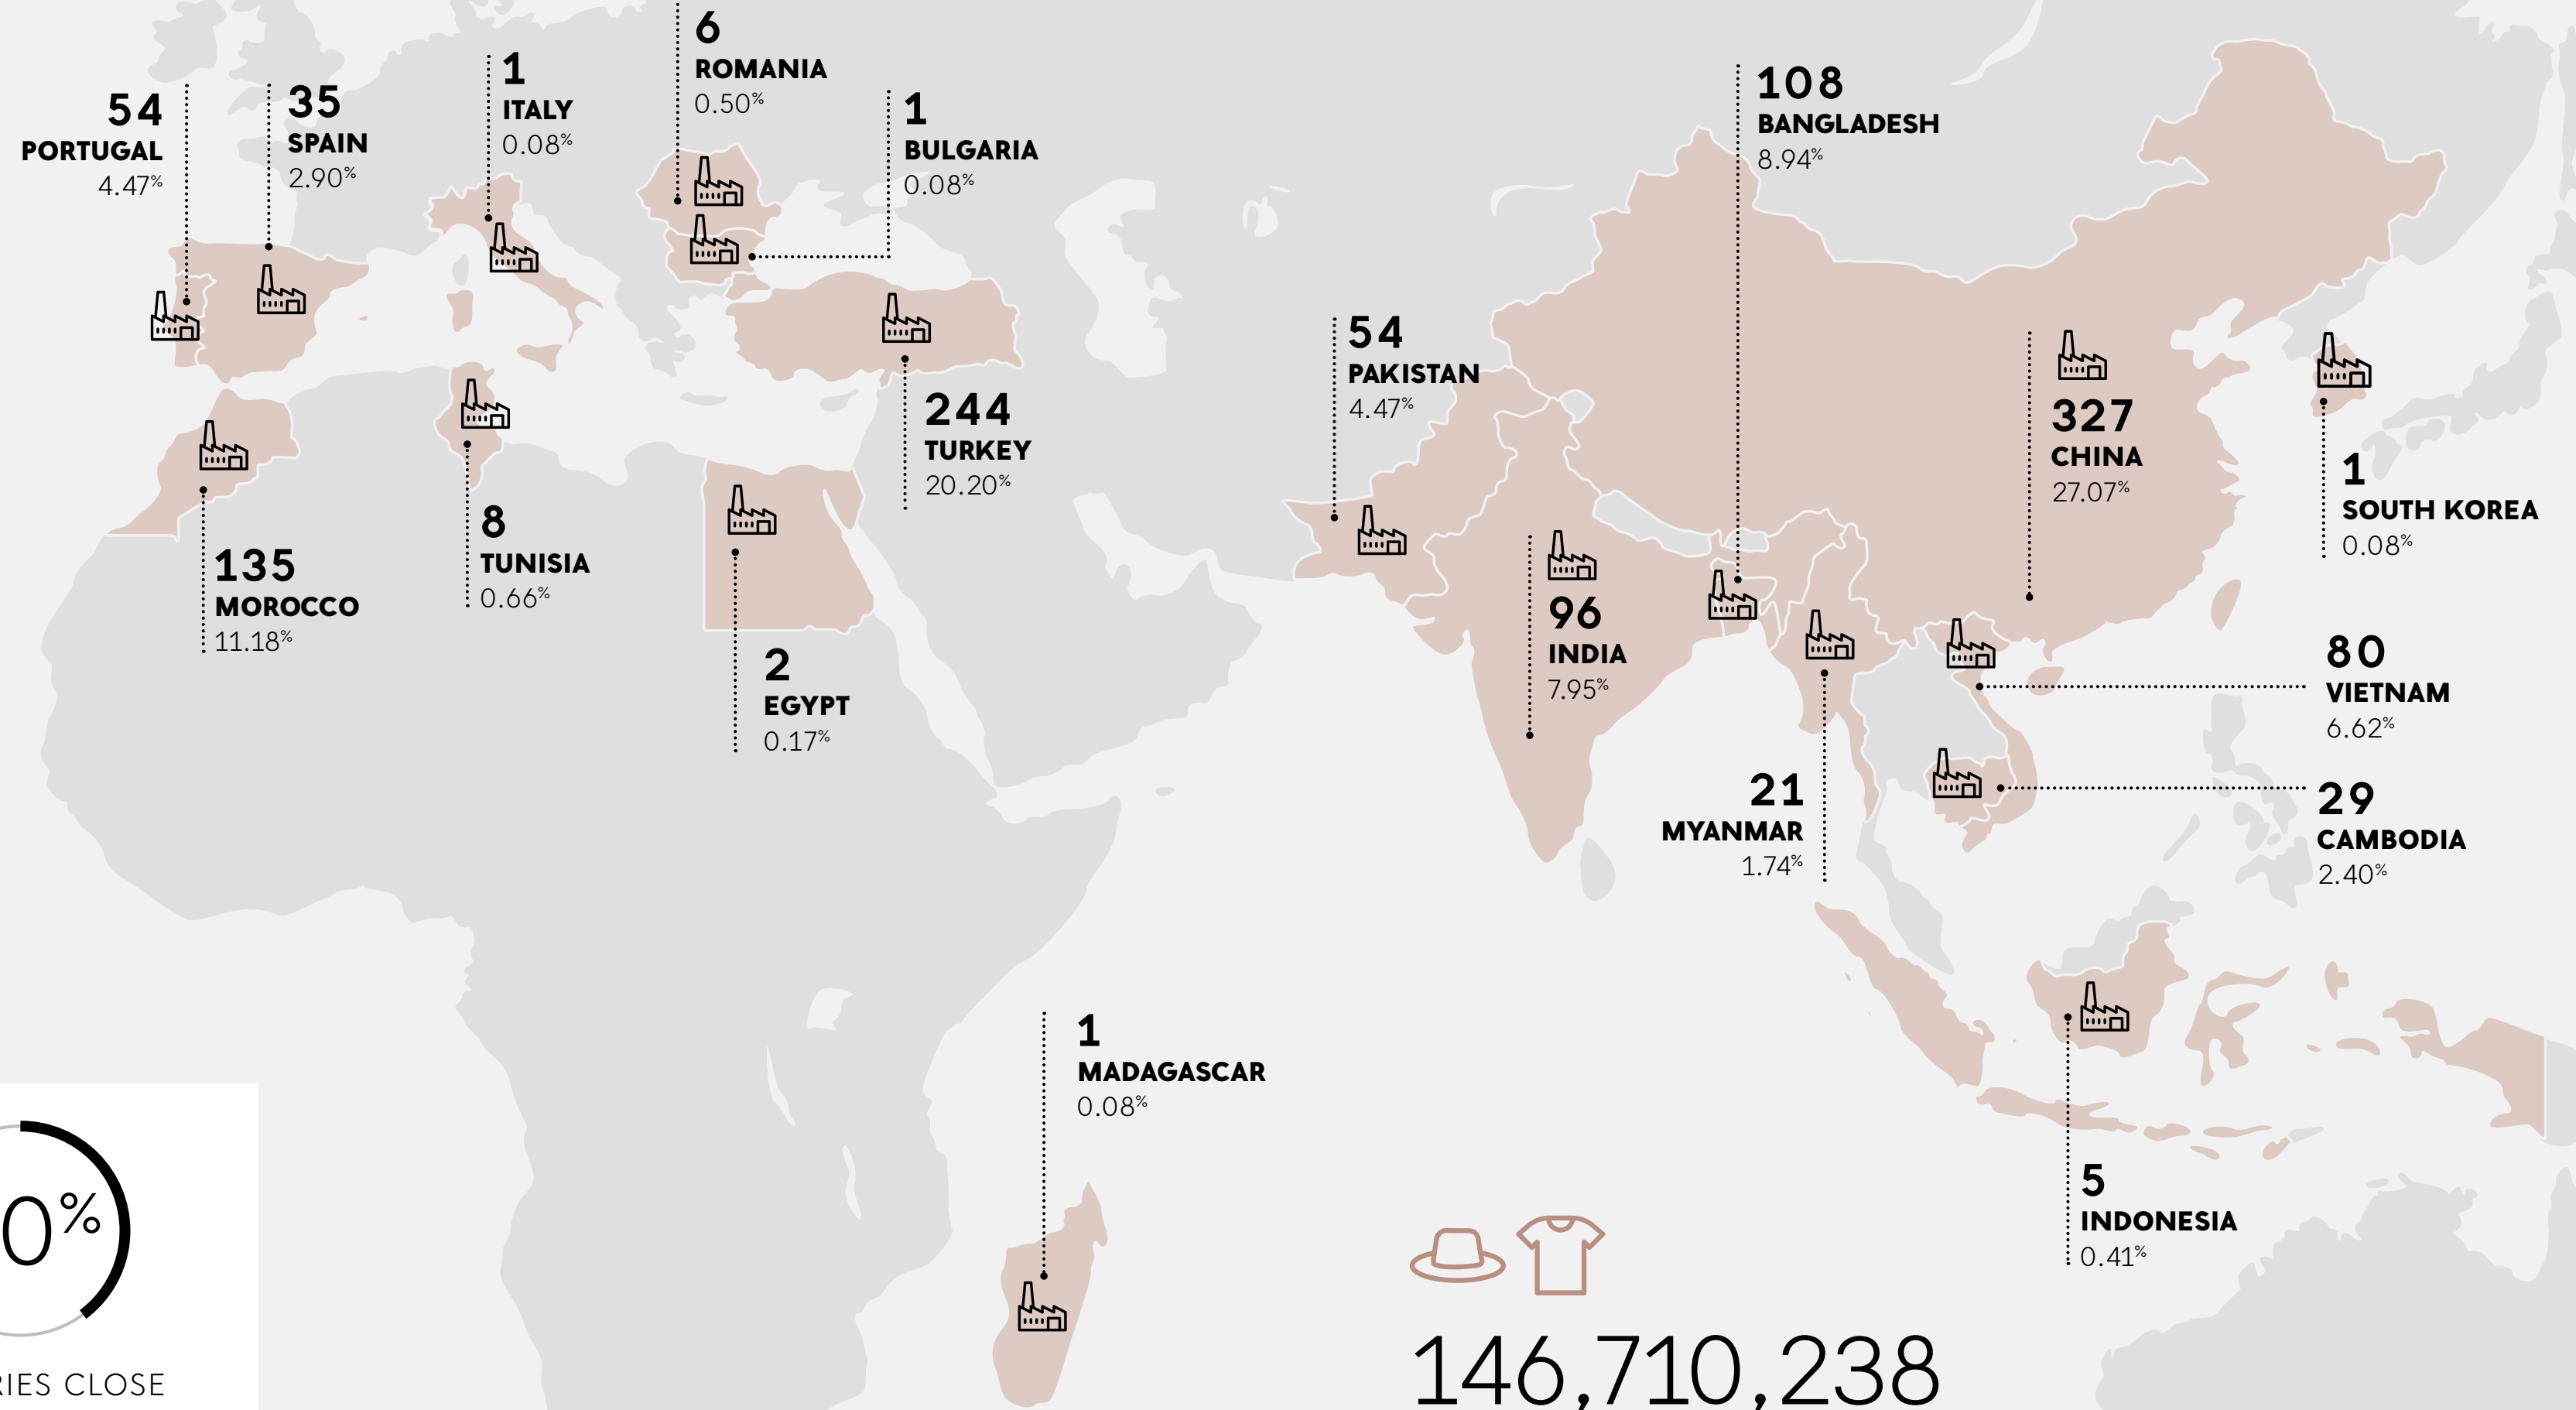 6
ROMANIA
0.50%
1
ITALY
0.08%
54
PORTUGAL
4.47%
35
SPAIN
2.90%
1
BULGARIA
0.08%
108
BANGLADESH
8.94%
54
PAKISTAN
4.47%
244
TURKEY
20.20%
327
CHINA
27.07%
1
SOUTH KOREA
0.08%
135
MOROCCO
11.18%
8
TUNISIA
0.66%
2
EGYPT
0.17%
96
INDIA
7.95%
80
VIETNAM
6.62%
21
MYANMAR
1.74%
29
CAMBODIA
2.40%
1
MADAGASCAR
0.08%
5
INDONESIA
0.41%
0%
RIES CLOSE
146,710,238